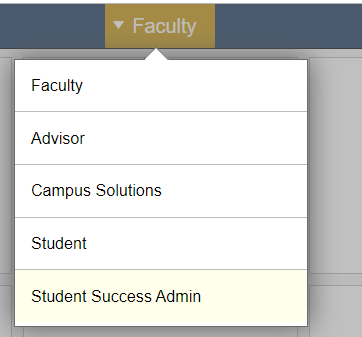 Faculty
Faculty
Advisor
Campus Solutions
Student
Student Success Admin